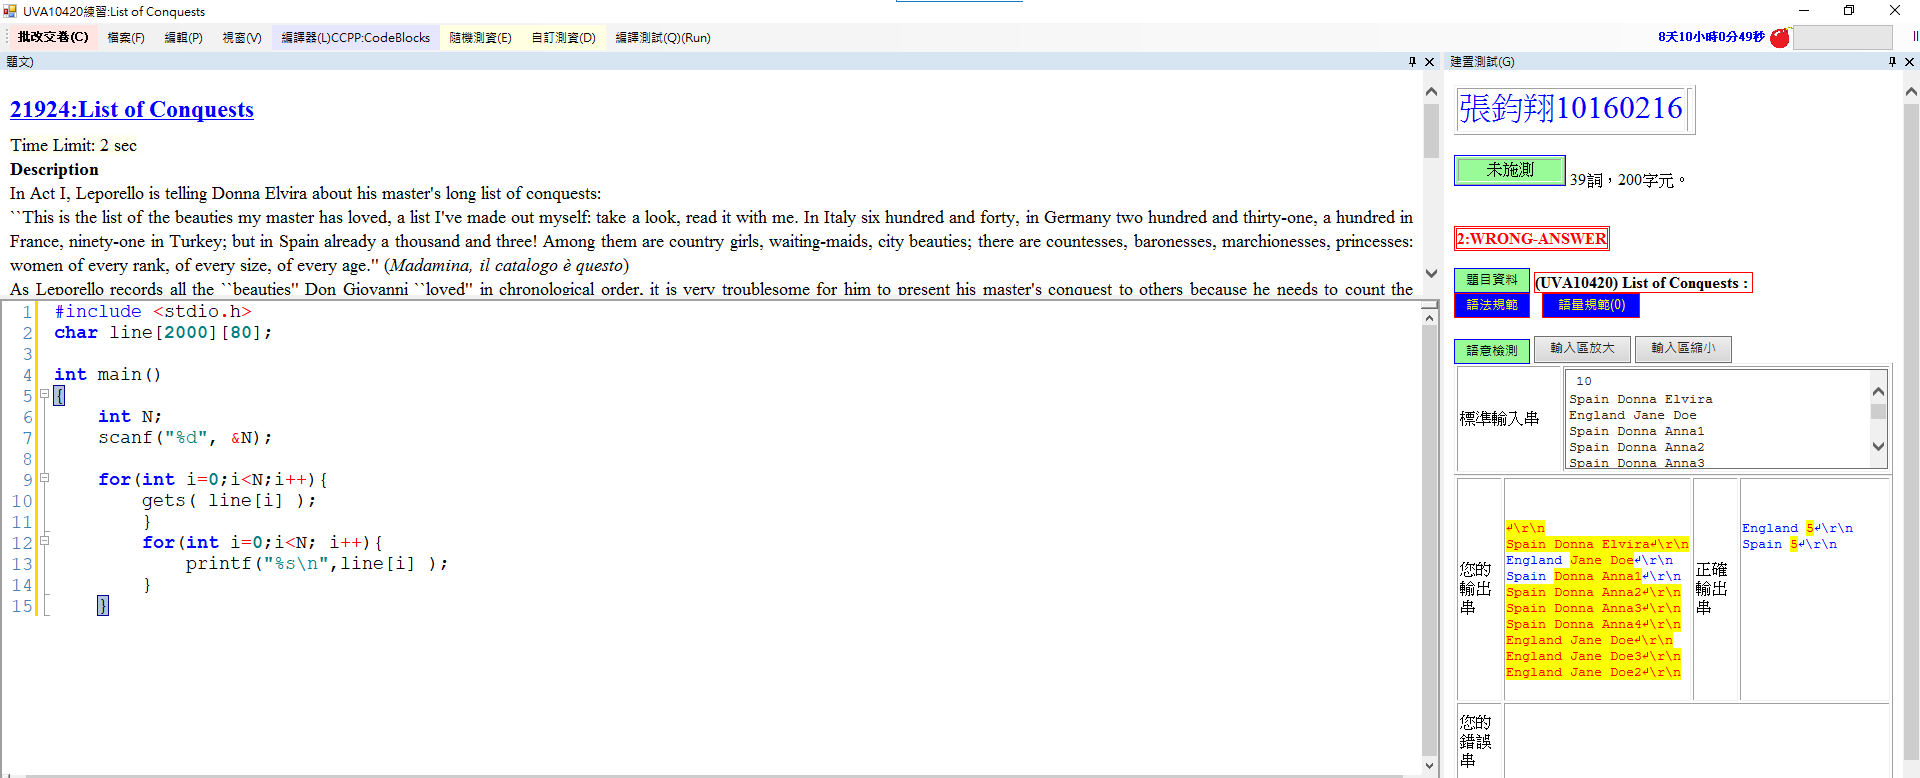 UVA10420練習:List of Conquests
批改交卷(C) 檔案(F) 編輯(P) 視窗(V) 編譯器(L)CCPP:CodeBlocks 隨機測資(E) 自訂測資(D) 編譯測試(Q)(Run) 8天10小時0分49秒
題文)
21924:List of Conquests
Time Limit: 2 sec
Description
In Act I, Leporello is telling Donna Elvira about his master's long list of conquests:
``This is the list of the beauties my master has loved, a list I've made out myself: take a look, read it with me. In Italy six hundred and forty, in Germany two hundred and thirty-one, a hundred in
France, ninety-one in Turkey; but in Spain already a thousand and three! Among them are country girls, waiting-maids, city beauties; there are countesses, baronesses, marchionesses, princesses:
women of every rank, of every size, of every age.'' (Madamina, il catalogo è questo)
As Leporello records all the ``beauties'' Don Giovanni ``loved'' in chronological order, it is very troublesome for him to present his master's conquest to others because he needs to count the
1 #include <stdio.h>
2 char line[2000][80];
3
4 int main()
5 {
6 int N;
7 scanf("%d", &N);
8
9 for(int i=0;i<N;i++){
10 gets( line[i] );
11 }
12 for(int i=0;i<N; i++){
13 printf("%s\n",line[i] );
14 }
15 }
建置測試(G)
張鈞翔10160216
未施測 39詞，200字元。
2:WRONG-ANSWER
題目資料 (UVA10420) List of Conquests :
語法規範 語量規範(0)
語意檢測 輸入區放大 輸入區縮小
標準輸入串
10
Spain Donna Elvira
England Jane Doe
Spain Donna Anna1
Spain Donna Anna2
Spain Donna Anna3
您的
輸出
串
↲\r\n
Spain Donna Elvira↲\r\n
England Jane Doe↲\r\n
Spain Donna Anna1↲\r\n
Spain Donna Anna2↲\r\n
Spain Donna Anna3↲\r\n
Spain Donna Anna4↲\r\n
England Jane Doe↲\r\n
England Jane Doe3↲\r\n
England Jane Doe2↲\r\n
正確
輸出
串
England 5↲\r\n
Spain 5↲\r\n
您的
錯誤
串